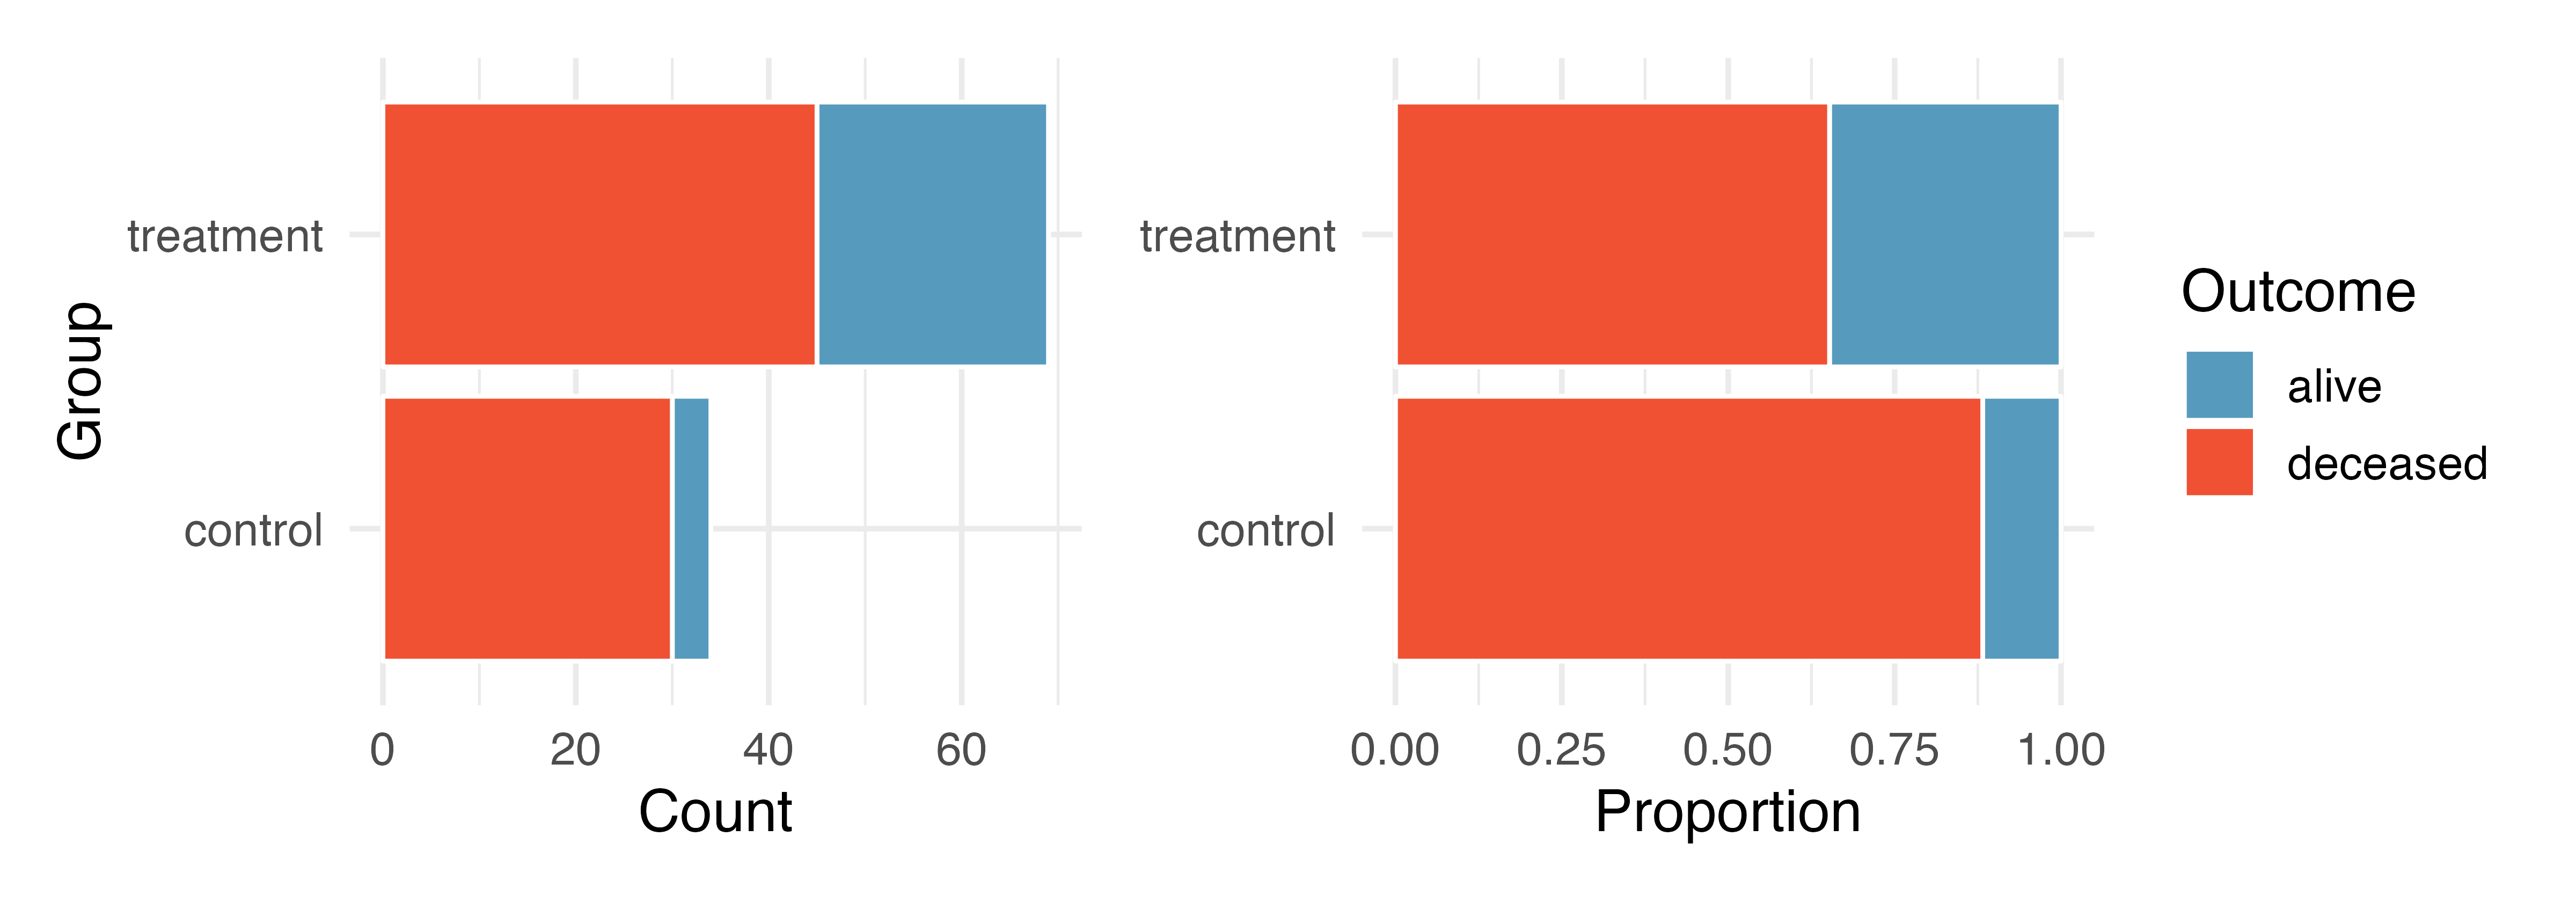 Group
treatment
control
0 20 40 60
Count
treatment
control
0.00 0.25 0.50 0.75 1.00
Proportion
Outcome
alive
deceased